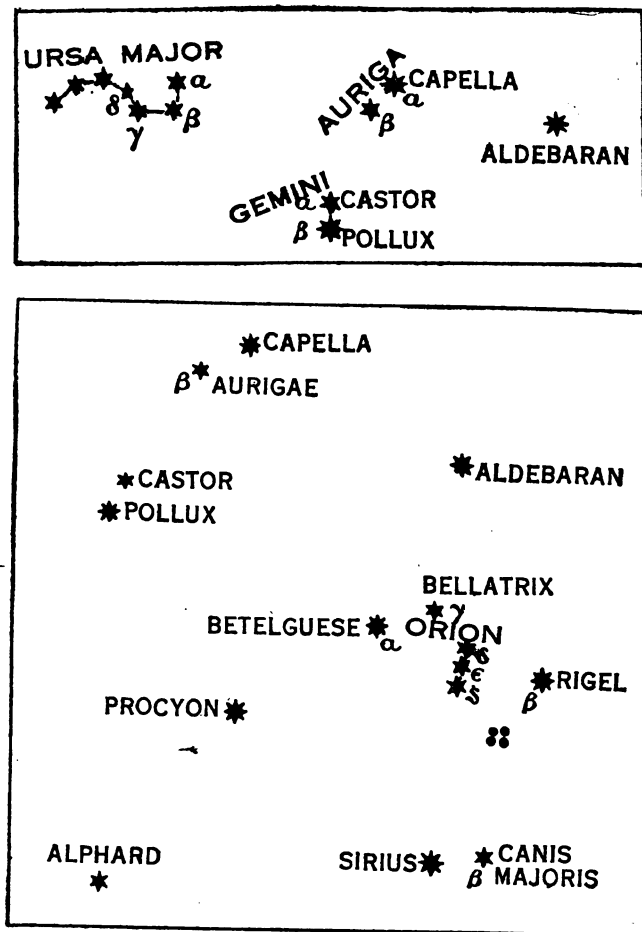 URSA MAJOR
α
δ
γ
β
AURIGA
CAPELLA
α
β
ALDEBARAN
GEMINI
α CASTOR
β POLLUX
CAPELLA
β AURIGAE
CASTOR
POLLUX
ALDEBARAN
BELLATRIX
γ
BETELGUESE
α
ORION
δ
ε
ζ
RIGEL
β
PROCYON
ALPHARD
SIRIUS
CANIS
β MAJORIS